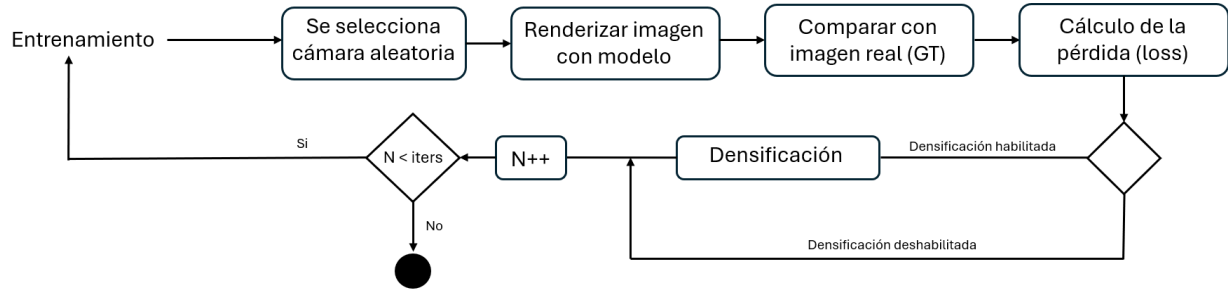 Entrenamiento
Se selecciona
cámara aleatoria
Renderizar imagen
con modelo
Comparar con
imagen real (GT)
Cálculo de la
pérdida (loss)
Densificación habilitada
Densificación
Densificación deshabilitada
N++
N < iters
Si
No